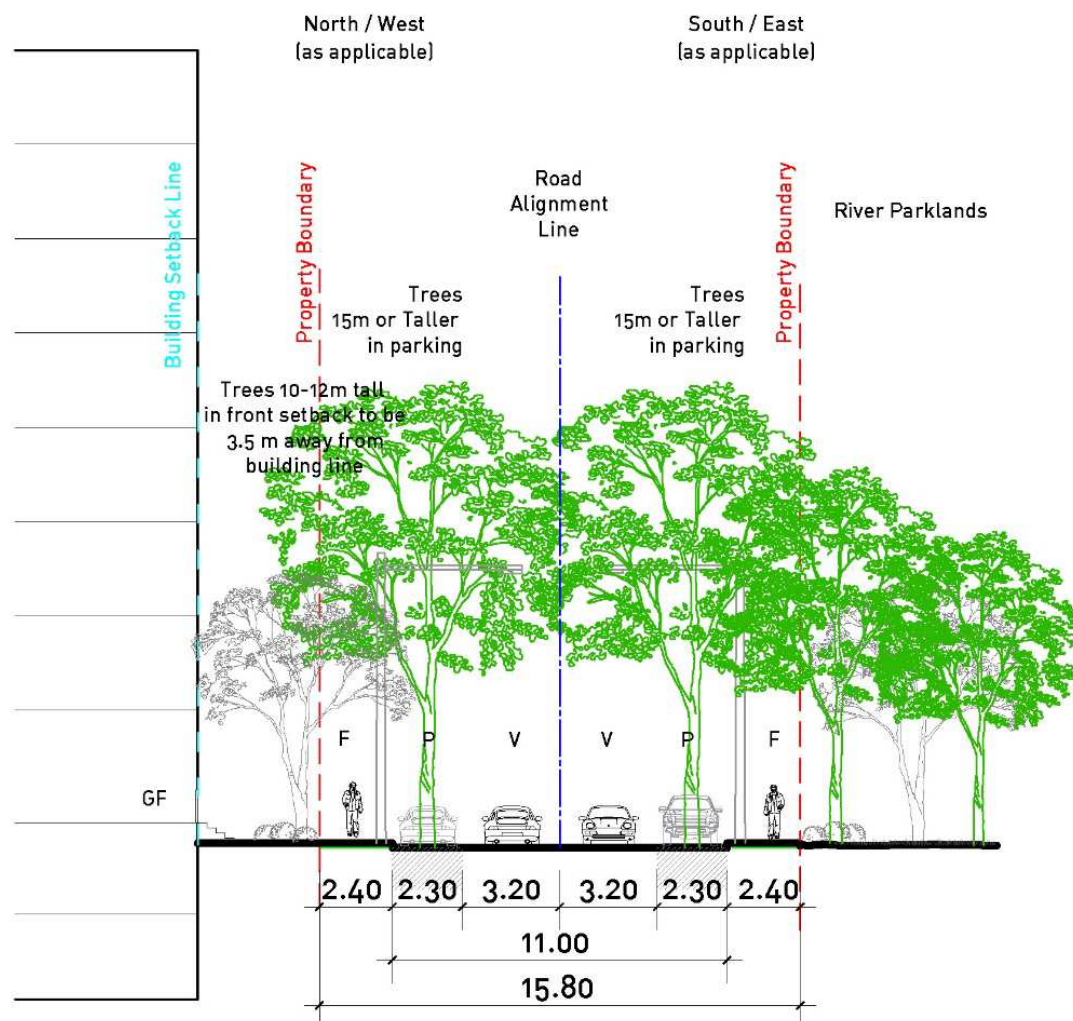 North / West
(as applicable)
South / East
(as applicable)
Building Setback Line
Property Boundary
Road
Alignment
Line
Property Boundary
River Parklands
Trees
15m or Taller
in parking
Trees
15m or Taller
in parking
Trees 10-12m tall
in front setback to be
3.5 m away from
building line
F P V V P F
GF
2.40 2.30 3.20 3.20 2.30 2.40
11.00
15.80